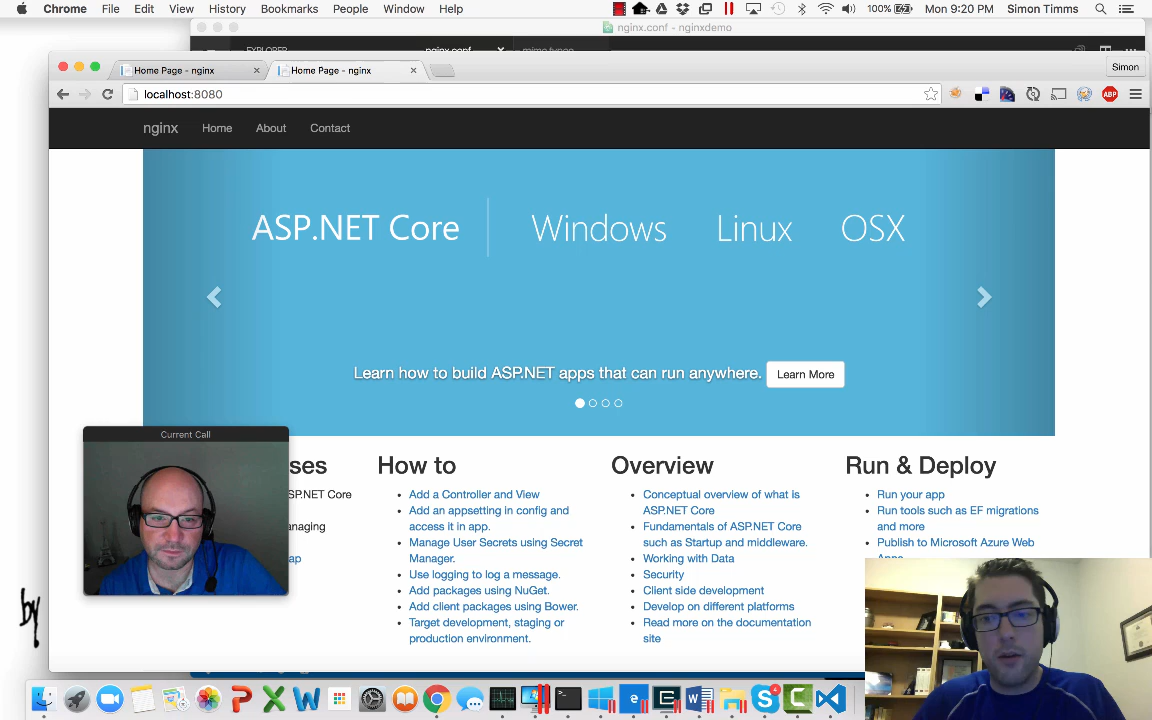 Chrome File Edit View History Bookmarks People Window Help 100% Mon 9:20 PM Simon Timms
nginx.conf - nginxdemo
EXPLORER nginx.conf mime.types
Home Page - nginx Home Page - nginx Simon
localhost:8080 ABP
nginx Home About Contact
ASP.NET Core Windows Linux OSX
Learn how to build ASP.NET apps that can run anywhere. Learn More
Current Call
ses
SP.NET Core
anaging
ap
How to
Add a Controller and View
Add an appsetting in config and
access it in app.
Manage User Secrets using Secret
Manager.
Use logging to log a message.
Add packages using NuGet.
Add client packages using Bower.
Target development, staging or
production environment.
Overview
Conceptual overview of what is
ASP.NET Core
Fundamentals of ASP.NET Core
such as Startup and middleware.
Working with Data
Security
Client side development
Develop on different platforms
Read more on the documentation
site
Run & Deploy
Run your app
Run tools such as EF migrations
and more
Publish to Microsoft Azure Web
Apps
by